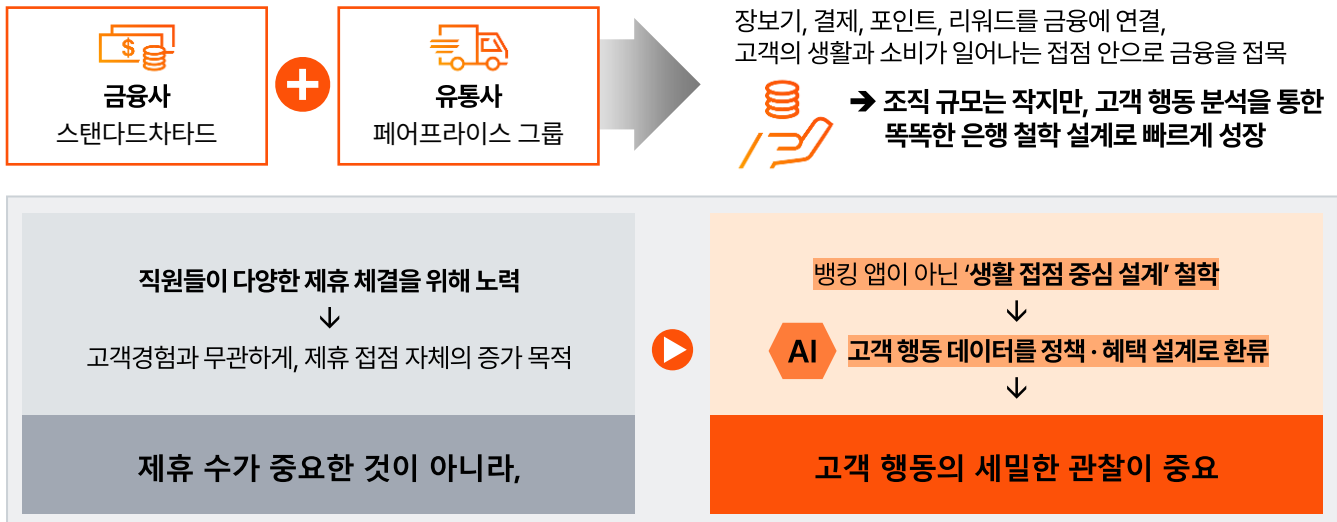 금융사
스탠다드차타드
유통사
페어프라이스 그룹
장보기, 결제, 포인트, 리워드를 금융에 연결,
고객의 생활과 소비가 일어나는 접점 안으로 금융을 접목
➔ 조직 규모는 작지만, 고객 행동 분석을 통한
똑똑한 은행 철학 설계로 빠르게 성장
직원들이 다양한 제휴 체결을 위해 노력
↓
고객경험과 무관하게, 제휴 접점 자체의 증가 목적
제휴 수가 중요한 것이 아니라,
뱅킹 앱이 아닌 ‘생활 접점 중심 설계’ 철학
↓
AI 고객 행동 데이터를 정책·혜택 설계로 환류
↓
고객 행동의 세밀한 관찰이 중요